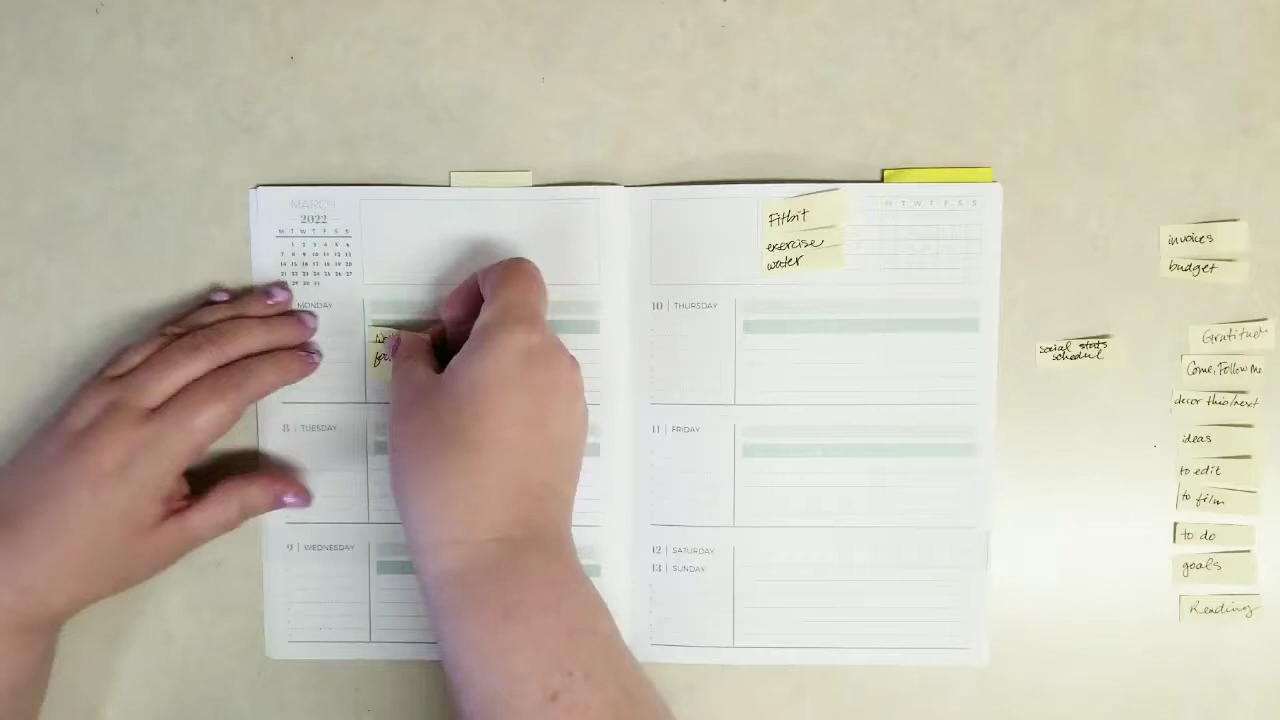 MARCH
2022
M T W T F S S
1 2 3 4 5 6
7 8 9 10 11 12 13
14 15 16 17 18 19 20
21 22 23 24 25 26 27
29 30 31
MONDAY
8 | TUESDAY
9 | WEDNESDAY
Fitbit
exercise
water
M T W T F S S
10 | THURSDAY
11 | FRIDAY
12 | SATURDAY
13 | SUNDAY
social stats
schedul
invoices
budget
Gratitude
Come, Follow Me
decor this/next
ideas
to edit
to film
to do
goals
Reading